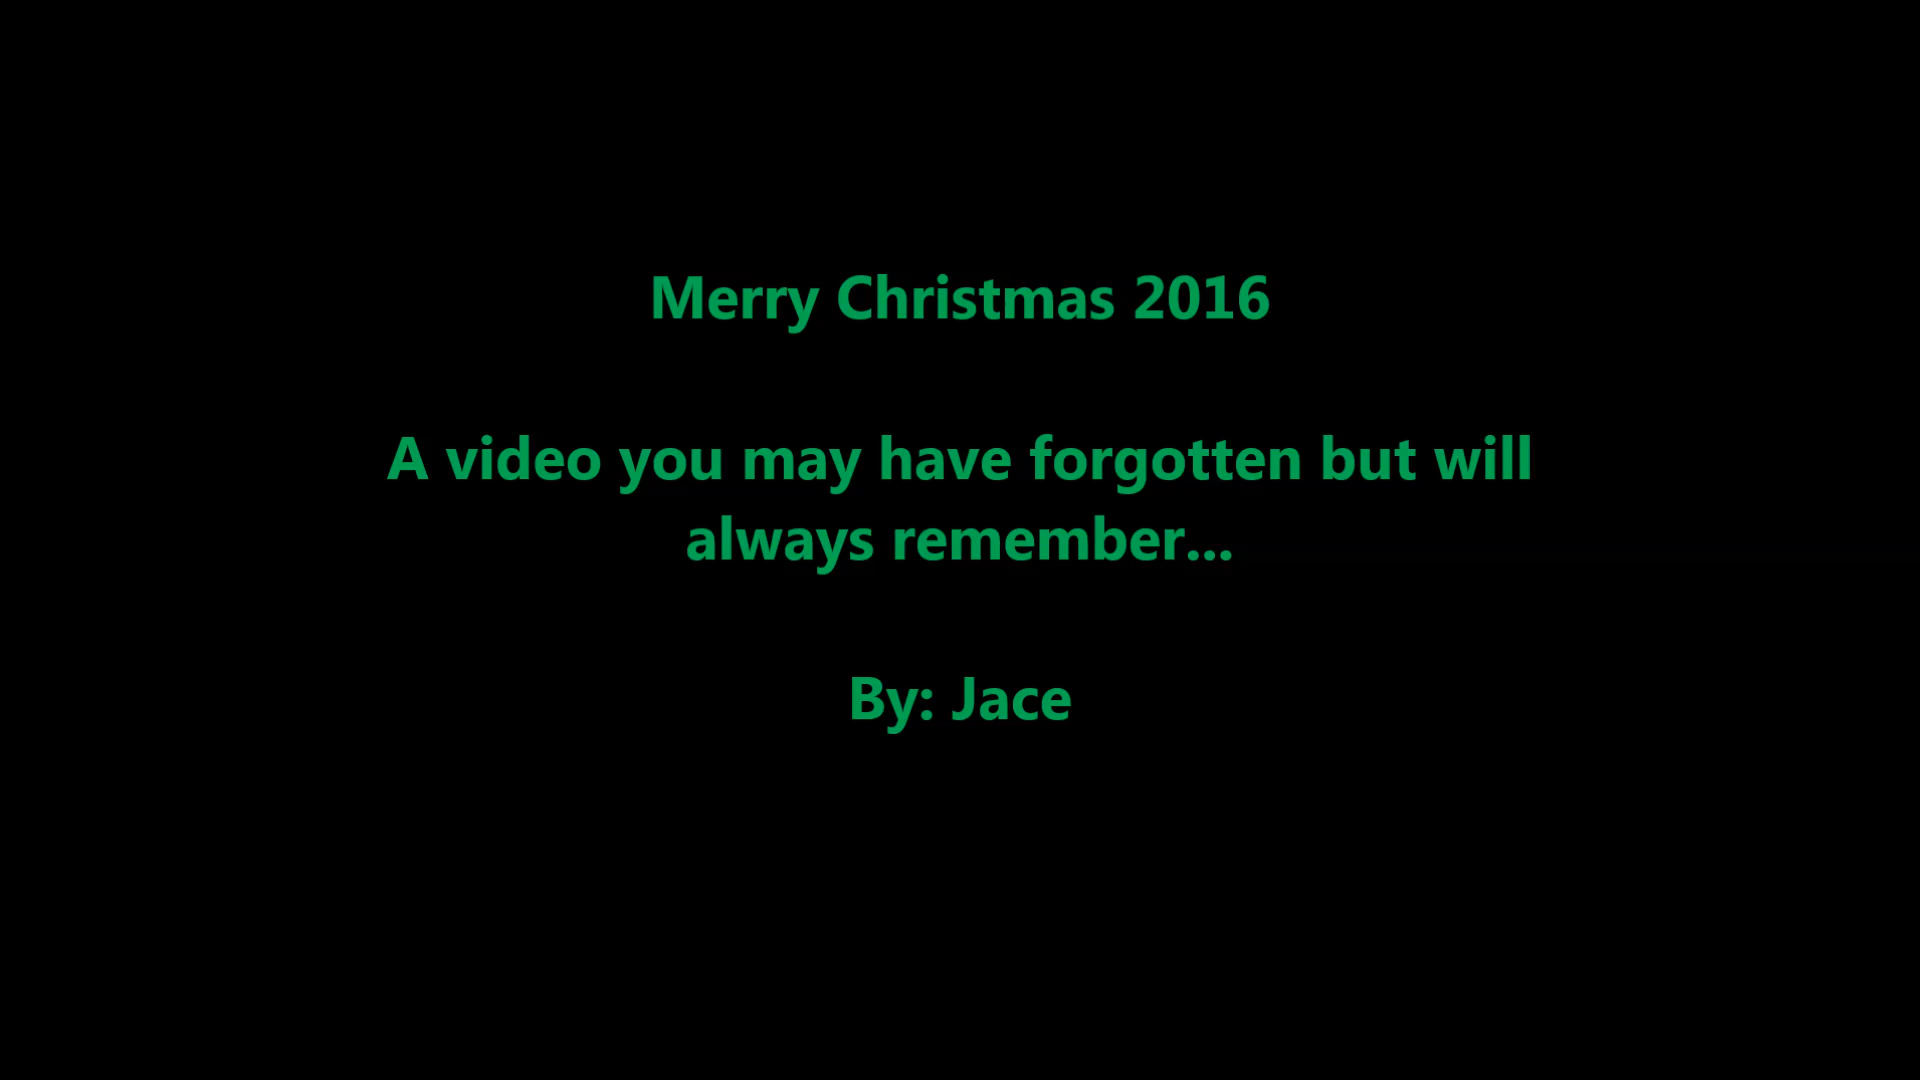 Merry Christmas 2016
A video you may have forgotten but will
always remember...
By: Jace